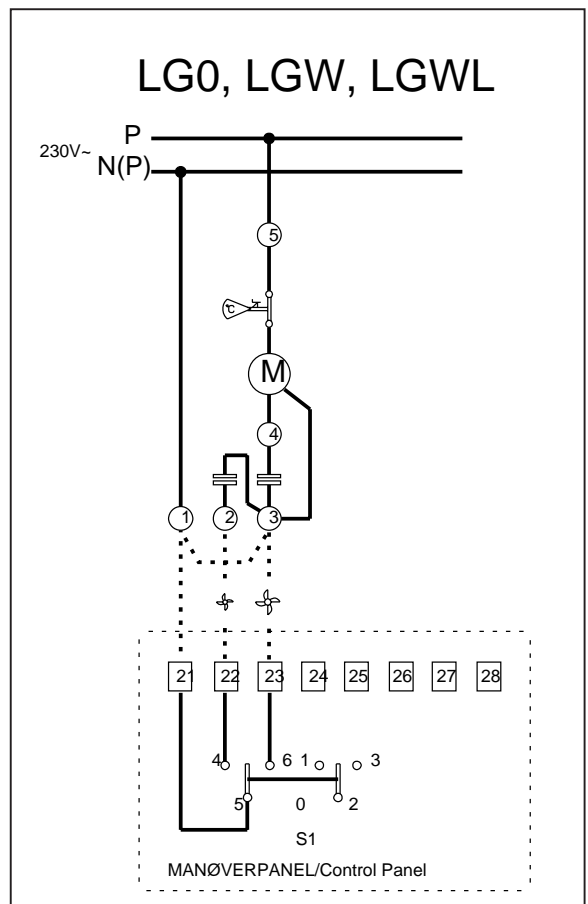 LG0, LGW, LGWL
P
230V~
N(P)
5
°C
M
4
1 2 3
21 22 23 24 25 26 27 28
4 6 1 3
5 0 2
S1
MANØVERPANEL/Control Panel